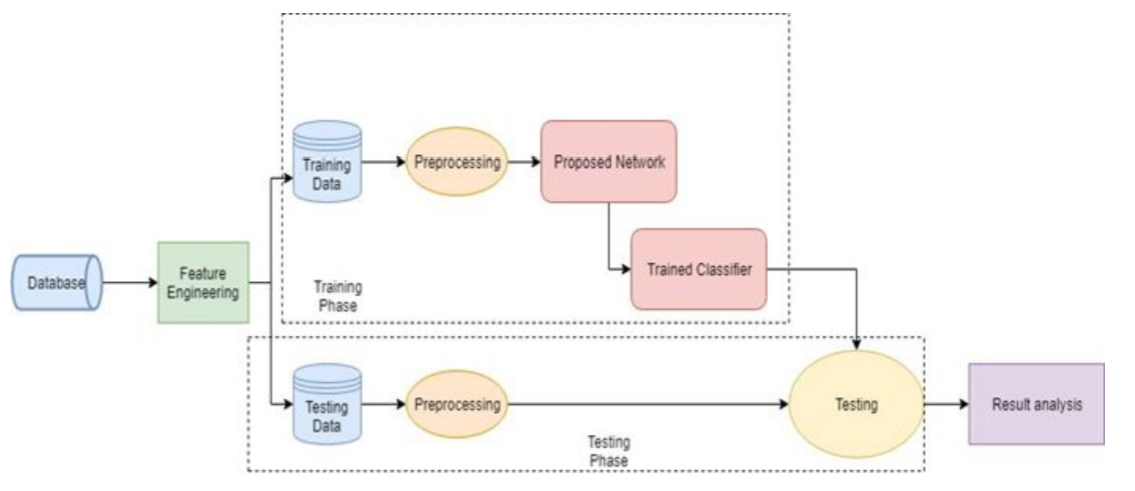 Training
Data
Preprocessing
Proposed Network
Trained Classifier
Database
Feature
Engineering
Training
Phase
Testing
Data
Preprocessing
Testing
Result analysis
Testing
Phase